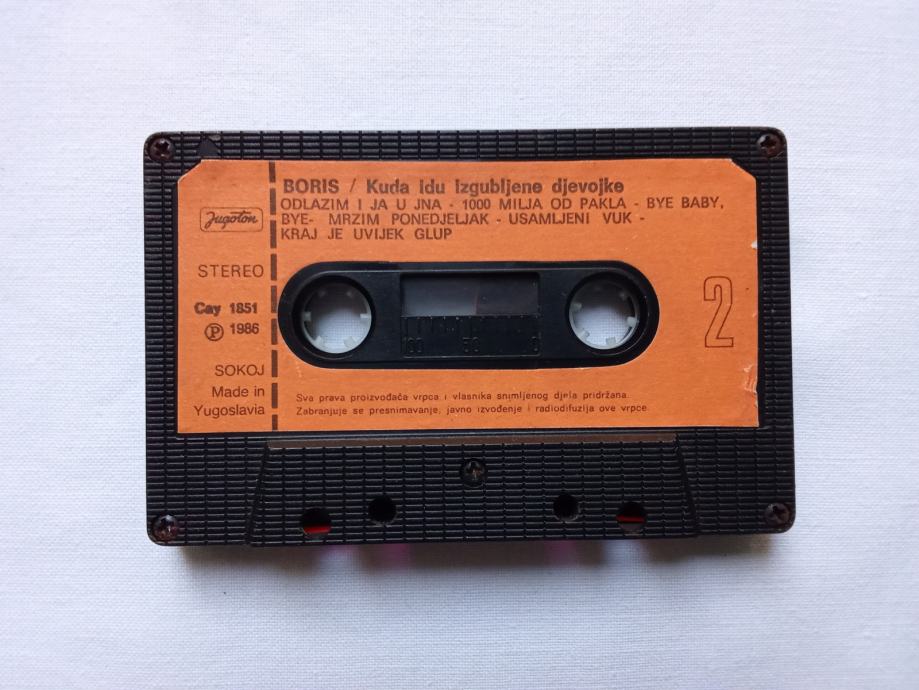 BORIS / Kuda idu izgubljene djevojke
ODLAZIM I JA U JNA - 1000 MILJA OD PAKLA - BYE BABY,
BYE- MRZIM PONEDJELJAK - USAMLJENI VUK -
KRAJ JE UVIJEK GLUP
Jugoton
STEREO
Cay 1851
Ⓟ 1986
SOKOJ
Made in
Yugoslavia
2
100 50 0
Sva prava proizvođača vrpce i vlasnika snimljenog djela pridržana.
Zabranjuje se presnimavanje, javno izvođenje i radiodifuzija ove vrpce.